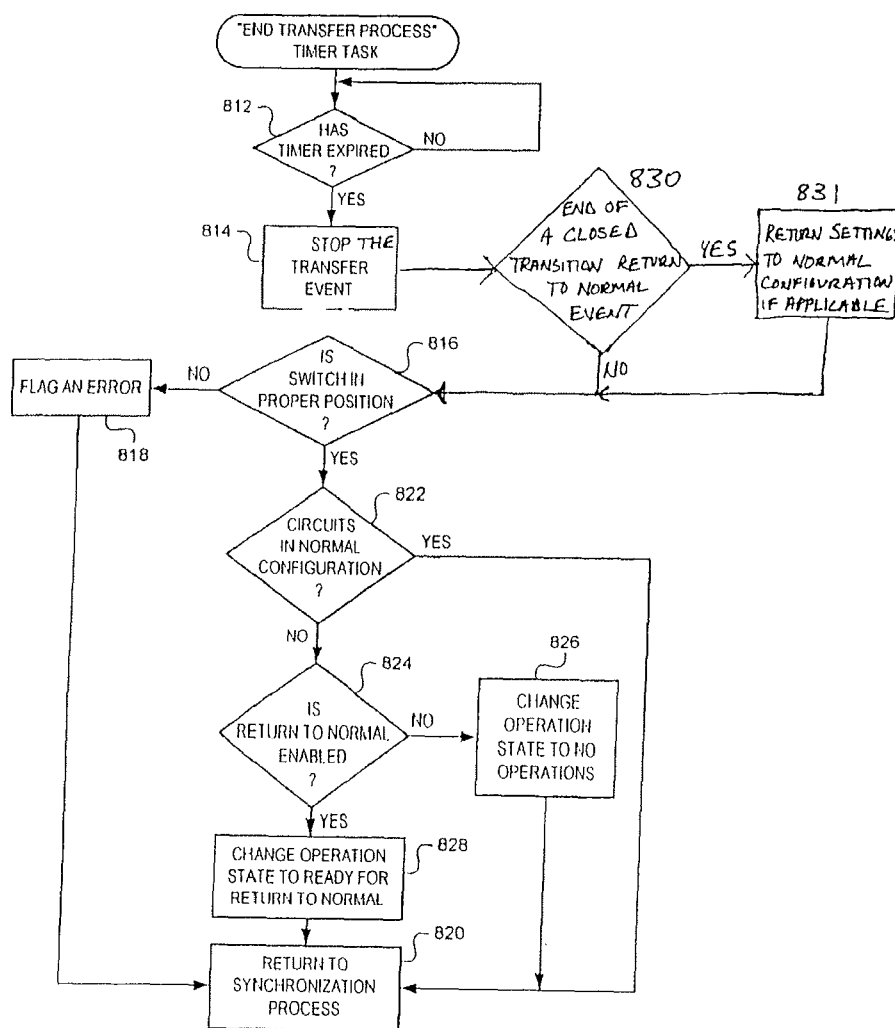 "END TRANSFER PROCESS"
TIMER TASK
812
HAS
TIMER EXPIRED
?
NO
YES
814
STOP THE
TRANSFER
EVENT
830
END OF
A CLOSED
TRANSITION RETURN
TO NORMAL
EVENT
YES
831
RETURN SETTINGS
TO NORMAL
CONFIGURATION
IF APPLICABLE
NO
816
IS
SWITCH IN
PROPER POSITION
?
NO
FLAG AN ERROR
818
YES
822
CIRCUITS
IN NORMAL
CONFIGURATION
?
YES
NO
824
IS
RETURN TO NORMAL
ENABLED
?
NO
826
CHANGE
OPERATION
STATE TO NO
OPERATIONS
YES
828
CHANGE OPERATION
STATE TO READY FOR
RETURN TO NORMAL
820
RETURN TO
SYNCHRONIZATION
PROCESS